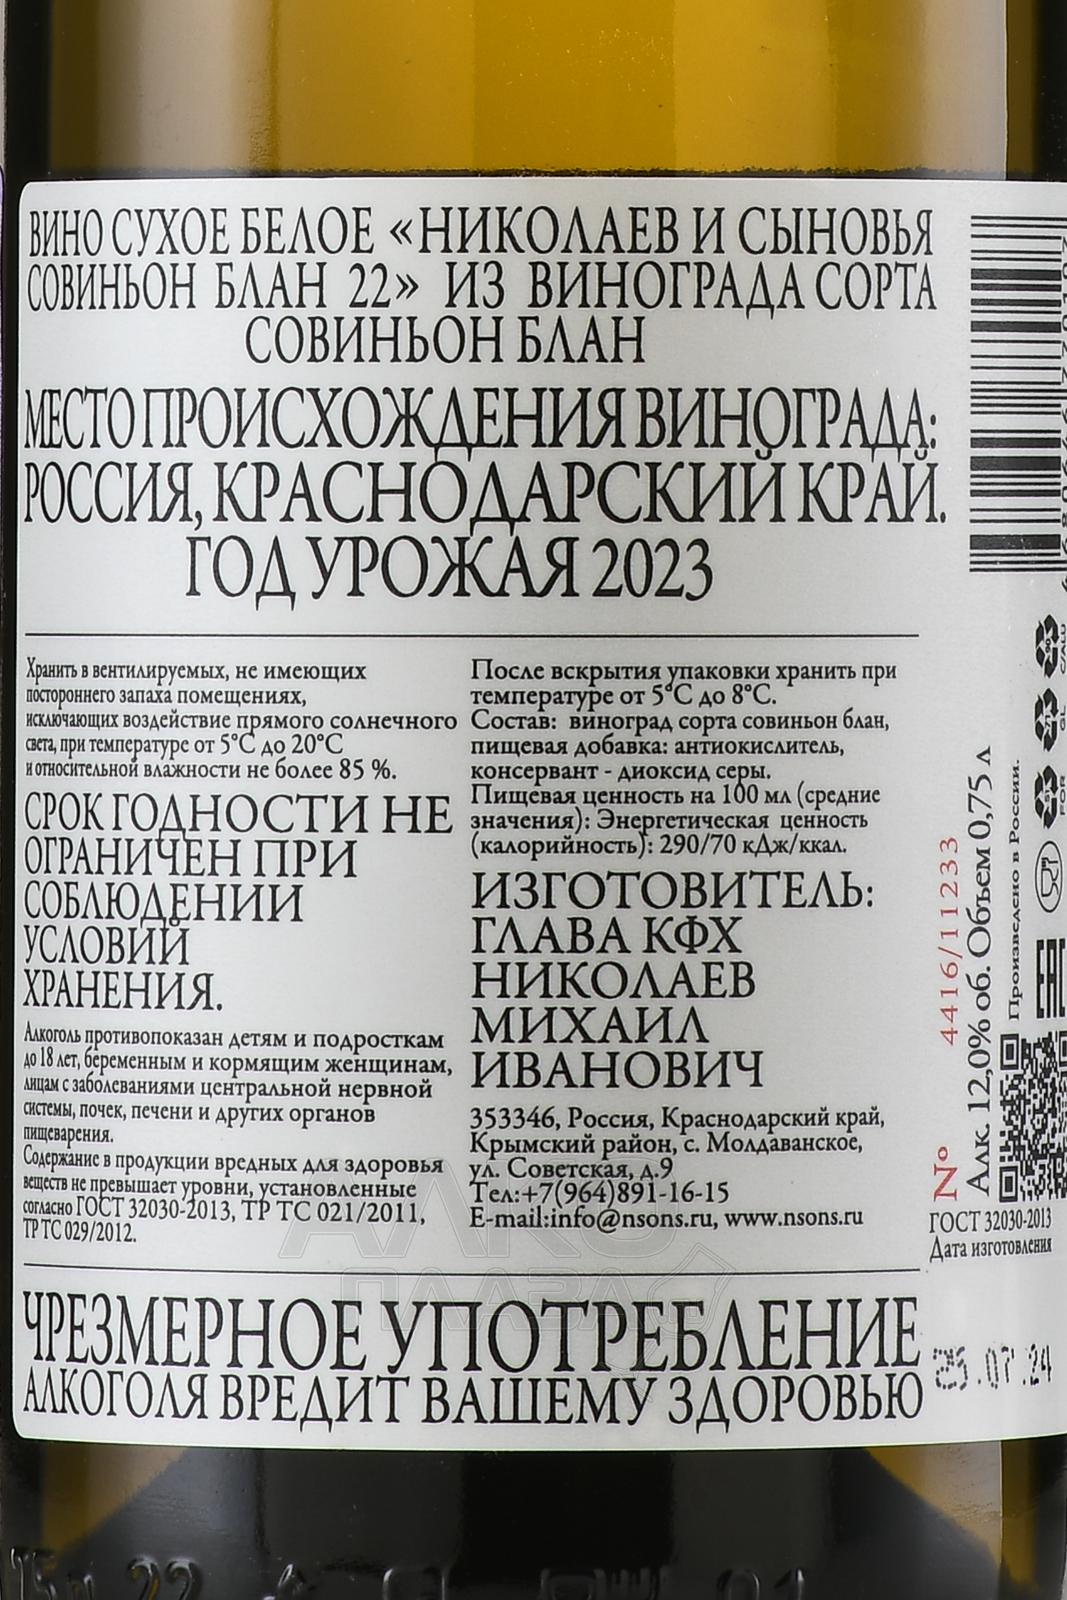 ВИНО СУХОЕ БЕЛОЕ «НИКОЛАЕВ И СЫНОВЬЯ
СОВИНЬОН БЛАН 22» ИЗ ВИНОГРАДА СОРТА
СОВИНЬОН БЛАН
МЕСТО ПРОИСХОЖДЕНИЯ ВИНОГРАДА:
РОССИЯ, КРАСНОДАРСКИЙ КРАЙ.
ГОД УРОЖАЯ 2023
Хранить в вентилируемых, не имеющих
постороннего запаха помещениях,
исключающих воздействие прямого солнечного
света, при температуре от 5°С до 20°С
и относительной влажности не более 85 %.
СРОК ГОДНОСТИ НЕ
ОГРАНИЧЕН ПРИ
СОБЛЮДЕНИИ
УСЛОВИЙ
ХРАНЕНИЯ.
Алкоголь противопоказан детям и подросткам
до 18 лет, беременным и кормящим женщинам,
лицам с заболеваниями центральной нервной
системы, почек, печени и других органов
пищеварения.
Содержание в продукции вредных для здоровья
веществ не превышает уровни, установленные
согласно ГОСТ 32030-2013, ТР ТС 021/2011,
ТР ТС 029/2012.
После вскрытия упаковки хранить при
температуре от 5°С до 8°С.
Состав: виноград сорта совиньон блан,
пищевая добавка: антиокислитель,
консервант - диоксид серы.
Пищевая ценность на 100 мл (средние
значения): Энергетическая ценность
(калорийность): 290/70 кДж/ккал.
ИЗГОТОВИТЕЛЬ:
ГЛАВА КФХ
НИКОЛАЕВ
МИХАИЛ
ИВАНОВИЧ
353346, Россия, Краснодарский край,
Крымский район, с. Молдаванское,
ул. Советская, д.9
Тел:+7(964)891-16-15
E-mail:info@nsons.ru, www.nsons.ru
ЧРЕЗМЕРНОЕ УПОТРЕБЛЕНИЕ
АЛКОГОЛЯ ВРЕДИТ ВАШЕМУ ЗДОРОВЬЮ
№ 4416/11233
Алк. 12,0% об. Объем 0,75 л
Произведено в России.
EAC
FOR
GL
C/ALU
ГОСТ 32030-2013
Дата изготовления
25.07.24
АЛКО
ПЛАЗА